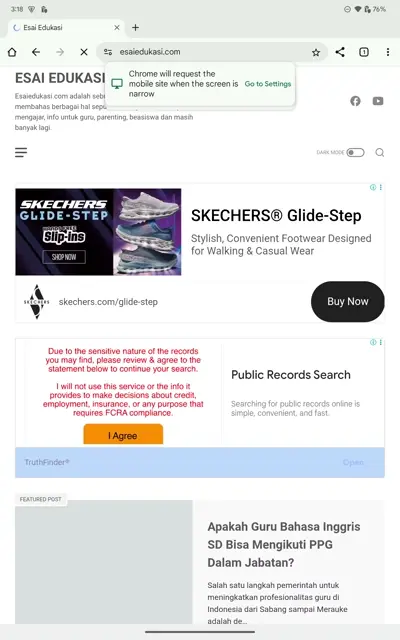 3:18
76%
Esai Edukasi
esaiedukasi.com
1
Chrome will request the
mobile site when the screen is
narrow
Go to Settings
ESAI EDUKASI
Esaiedukasi.com adalah
membahas berbagai hal
mengajar, info untuk guru, parenting, beasiswa dan masih
banyak lagi.
DARK MODE
SKECHERS
GLIDE-STEP
Slip-ins
SHOP NOW
SKECHERS® Glide-Step
Stylish, Convenient Footwear Designed
for Walking & Casual Wear
SKECHERS
skechers.com/glide-step
Buy Now
Due to the sensitive nature of the records
you may find, please review & agree to the
statement below to continue your search.
I will not use this service or the info it
provides to make decisions about credit,
employment, insurance, or any purpose that
requires FCRA compliance.
I Agree
Public Records Search
Searching for public records online is
simple, convenient, and fast.
TruthFinder®
Open
FEATURED POST
Apakah Guru Bahasa Inggris
SD Bisa Mengikuti PPG
Dalam Jabatan?
Salah satu langkah pemerintah untuk
meningkatkan profesionalitas guru di
Indonesia dari Sabang sampai Merauke
adalah de...